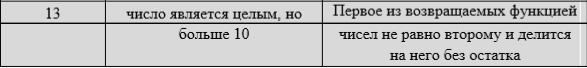 13 число является целым, но Первое из возвращаемых функцией
больше 10 чисел не равно второму и делится
на него без остатка